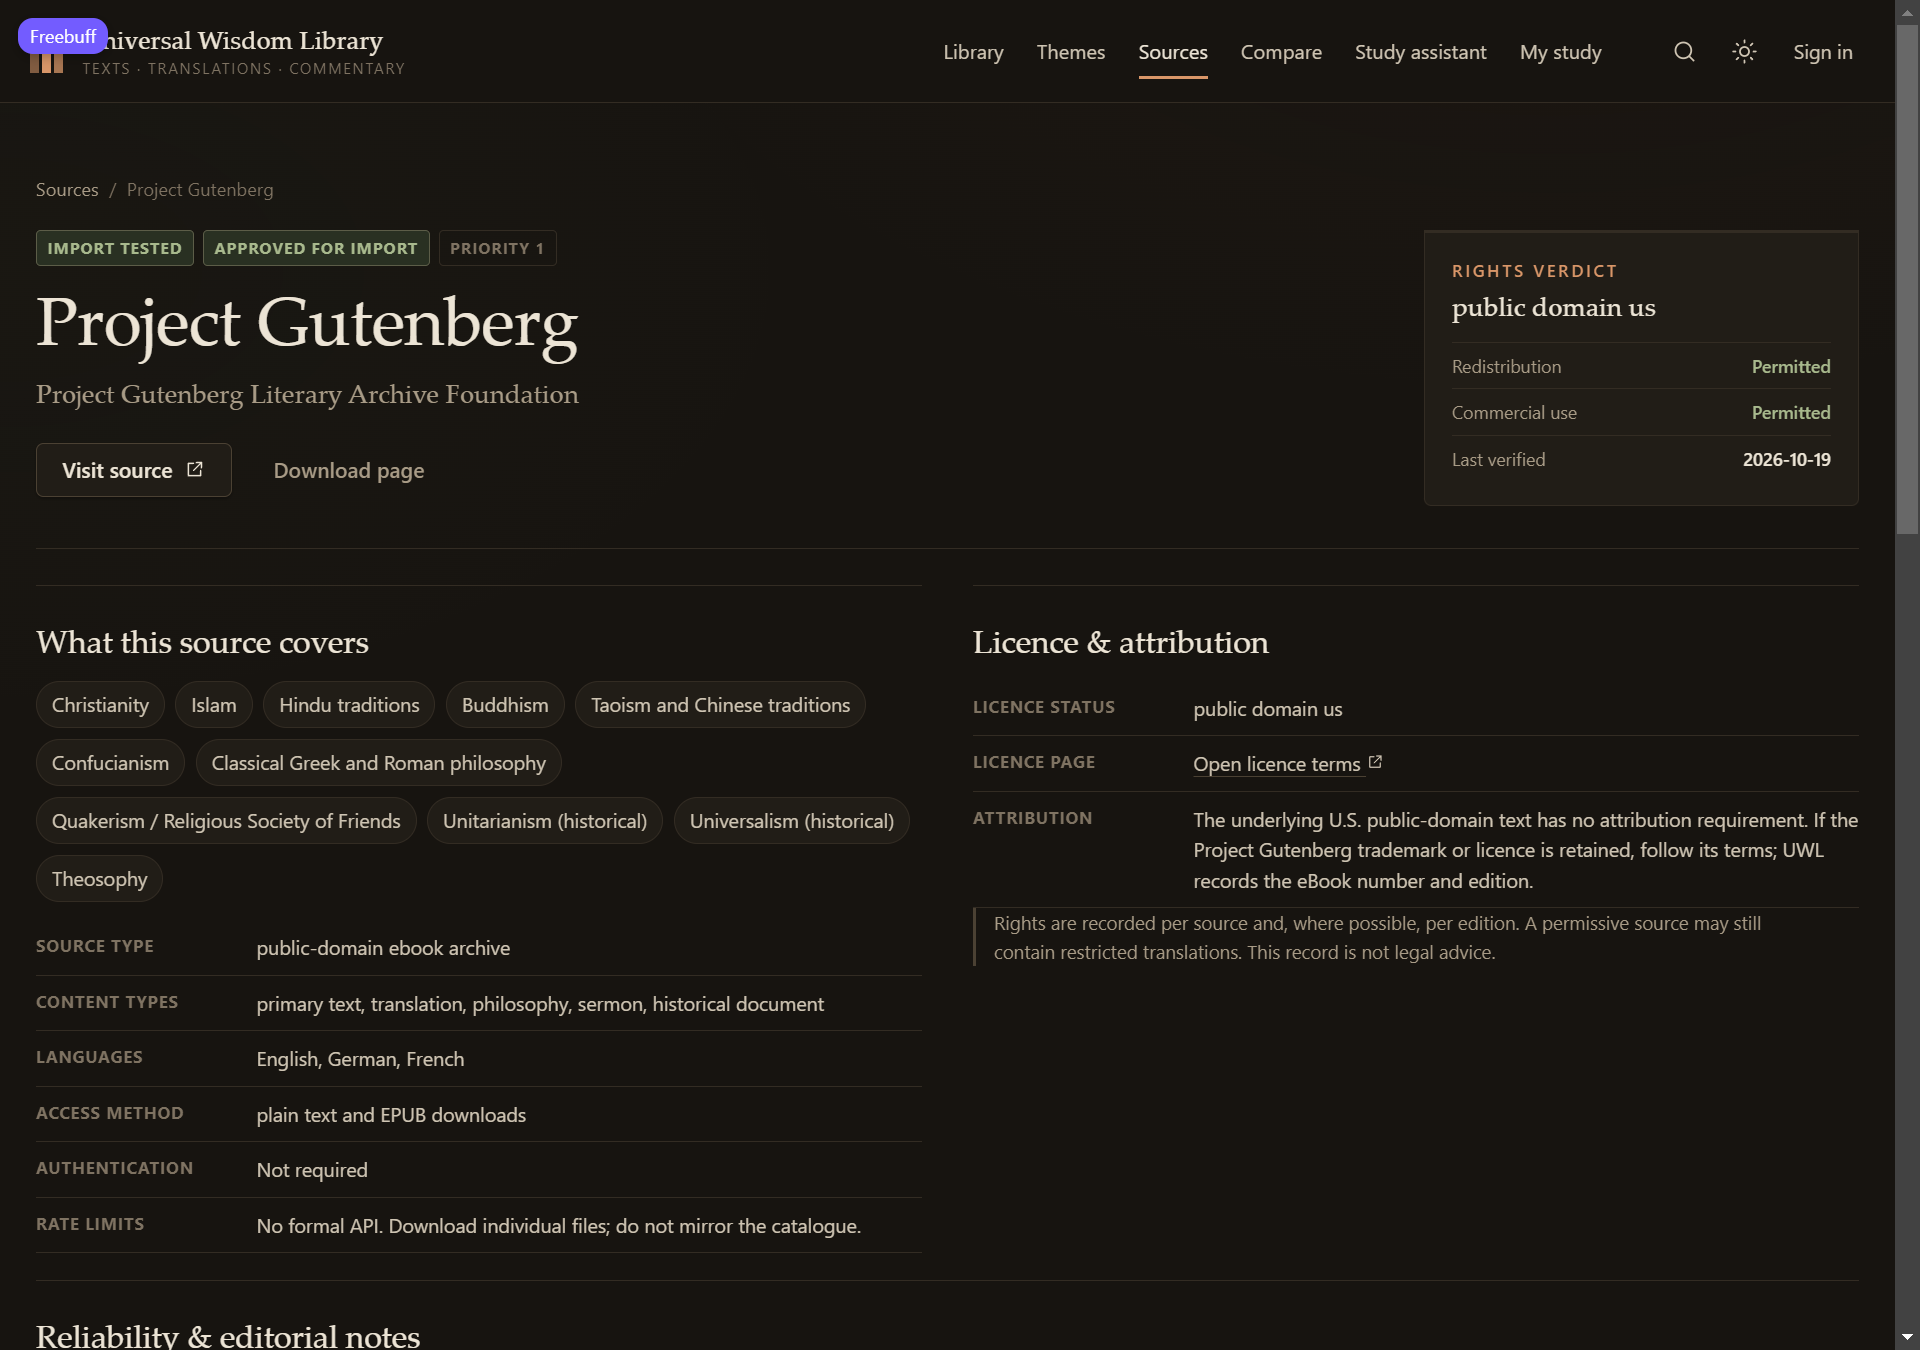 Freebuff
niversal Wisdom Library
TEXTS · TRANSLATIONS · COMMENTARY
Library
Themes
Sources
Compare
Study assistant
My study
Sign in
Sources / Project Gutenberg
IMPORT TESTED
APPROVED FOR IMPORT
PRIORITY 1
Project Gutenberg
Project Gutenberg Literary Archive Foundation
Visit source
Download page
RIGHTS VERDICT
public domain us
Redistribution Permitted
Commercial use Permitted
Last verified 2026-10-19
What this source covers
Christianity
Islam
Hindu traditions
Buddhism
Taoism and Chinese traditions
Confucianism
Classical Greek and Roman philosophy
Quakerism / Religious Society of Friends
Unitarianism (historical)
Universalism (historical)
Theosophy
SOURCE TYPE public-domain ebook archive
CONTENT TYPES primary text, translation, philosophy, sermon, historical document
LANGUAGES English, German, French
ACCESS METHOD plain text and EPUB downloads
AUTHENTICATION Not required
RATE LIMITS No formal API. Download individual files; do not mirror the catalogue.
Licence & attribution
LICENCE STATUS public domain us
LICENCE PAGE Open licence terms
ATTRIBUTION The underlying U.S. public-domain text has no attribution requirement. If the
Project Gutenberg trademark or licence is retained, follow its terms; UWL
records the eBook number and edition.
Rights are recorded per source and, where possible, per edition. A permissive source may still
contain restricted translations. This record is not legal advice.
Reliability & editorial notes